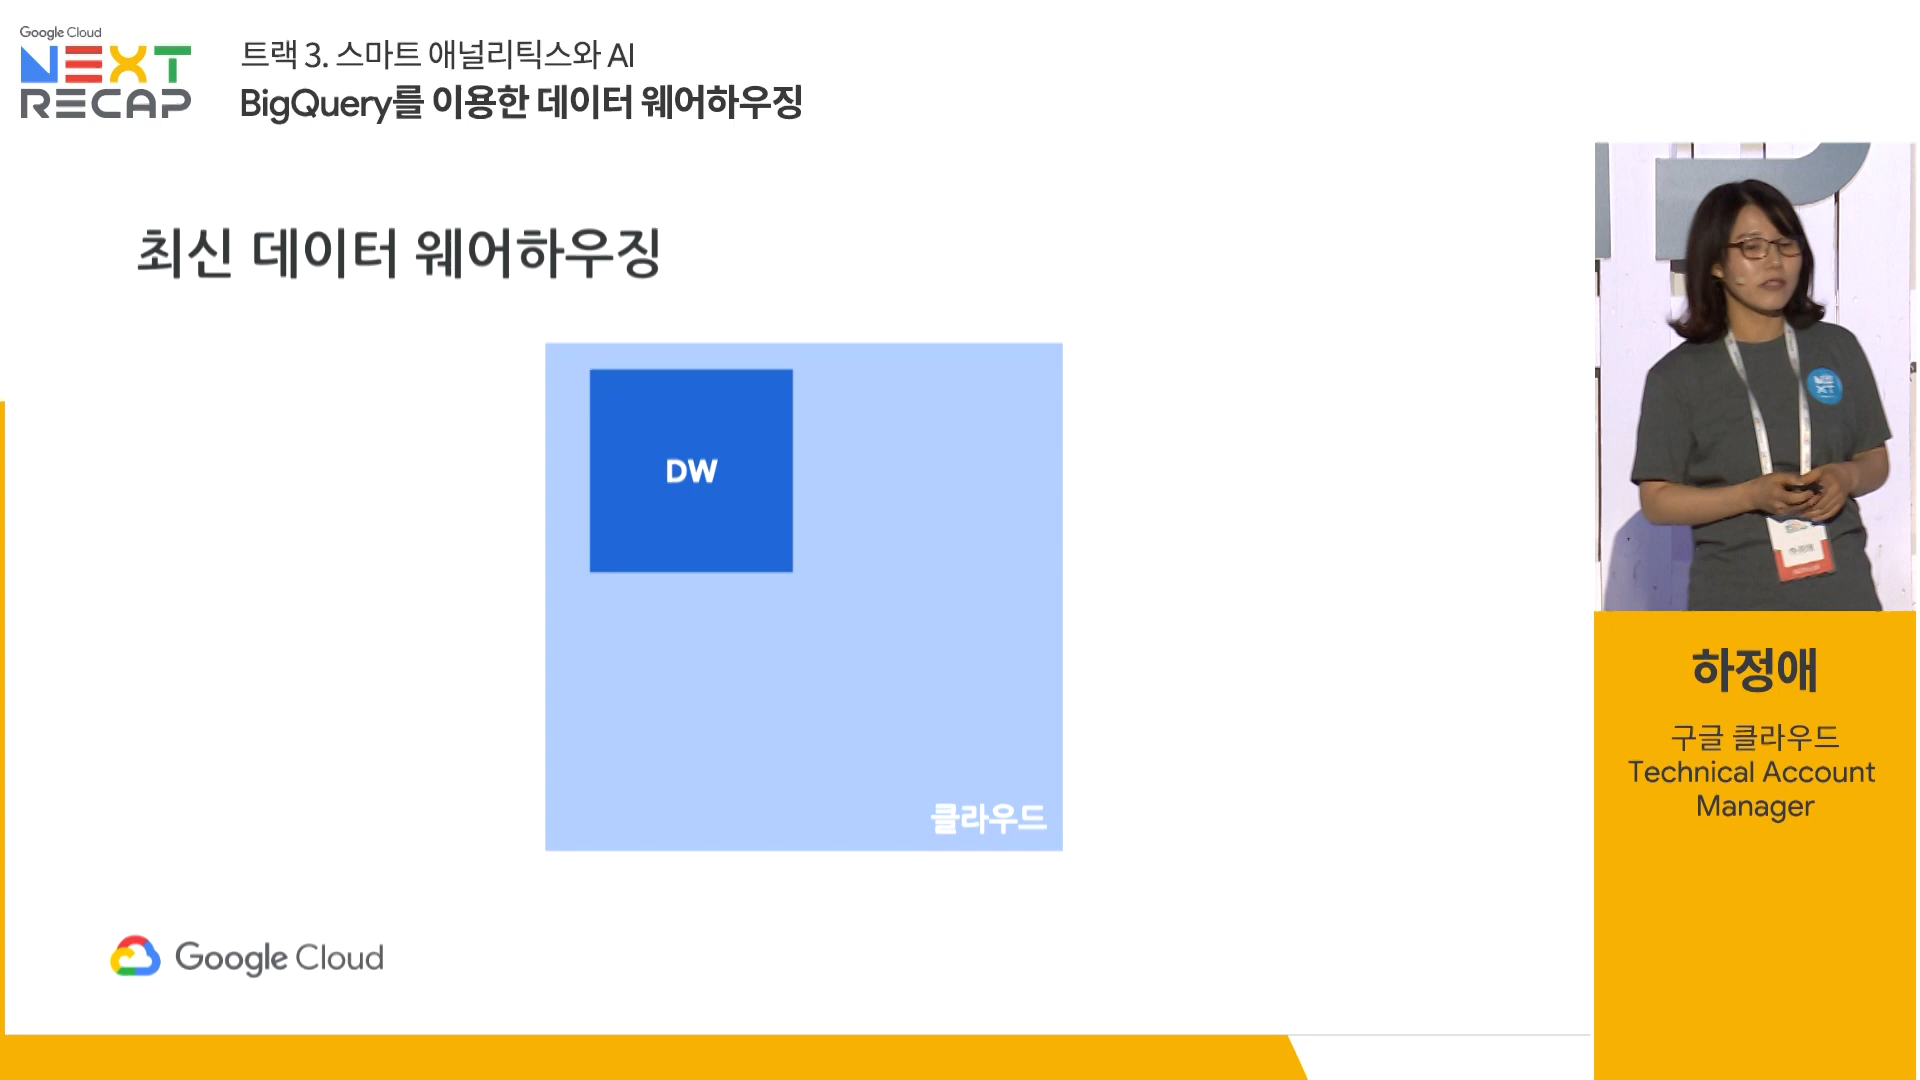 Google Cloud
NEXT
RECAP
트랙 3. 스마트 애널리틱스와 AI
BigQuery를 이용한 데이터 웨어하우징
최신 데이터 웨어하우징
DW
클라우드
Google Cloud
NE
XT
하정애
구글 클라우드
Technical Account
Manager